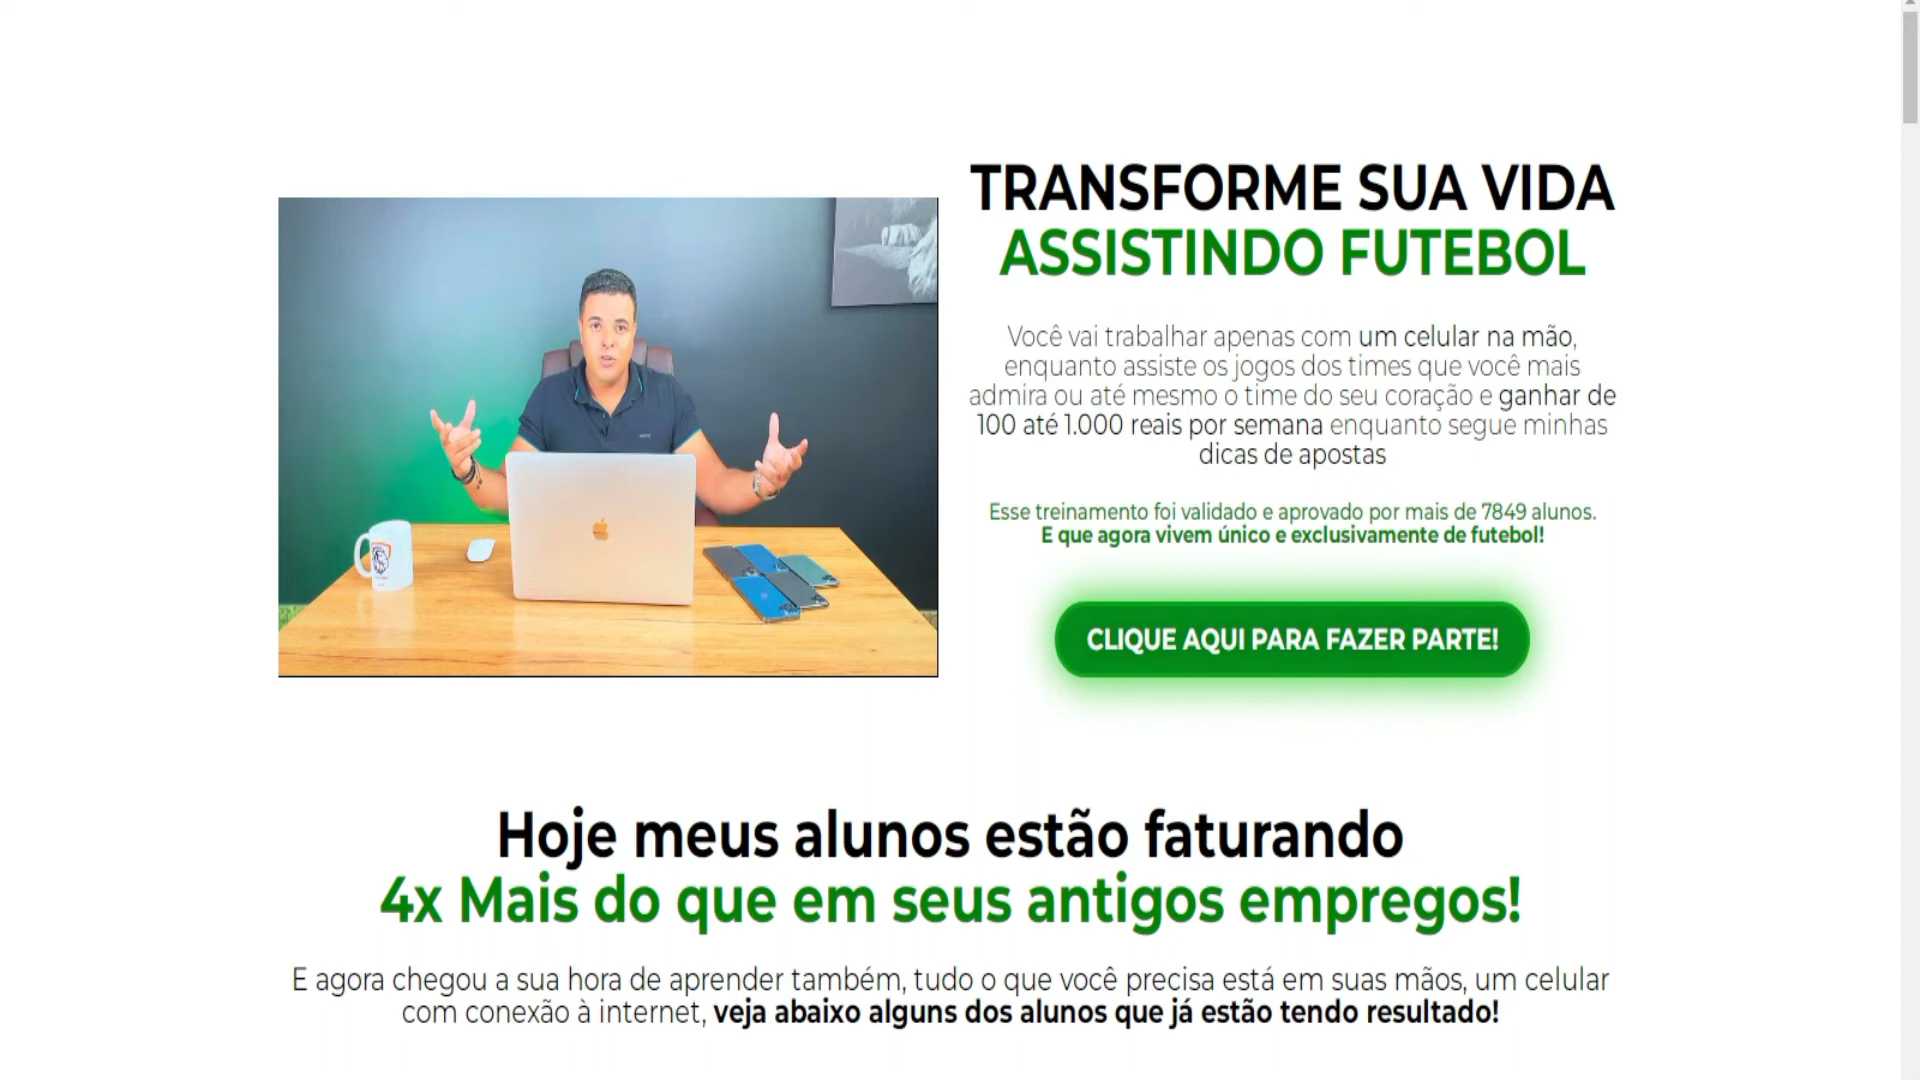 TRANSFORME SUA VIDA
ASSISTINDO FUTEBOL
Você vai trabalhar apenas com um celular na mão,
enquanto assiste os jogos dos times que você mais
admira ou até mesmo o time do seu coração e ganhar de
100 até 1.000 reais por semana enquanto segue minhas
dicas de apostas
Esse treinamento foi validado e aprovado por mais de 7849 alunos.
E que agora vivem único e exclusivamente de futebol!
CLIQUE AQUI PARA FAZER PARTE!
Hoje meus alunos estão faturando
4x Mais do que em seus antigos empregos!
E agora chegou a sua hora de aprender também, tudo o que você precisa está em suas mãos, um celular
com conexão à internet, veja abaixo alguns dos alunos que já estão tendo resultado!